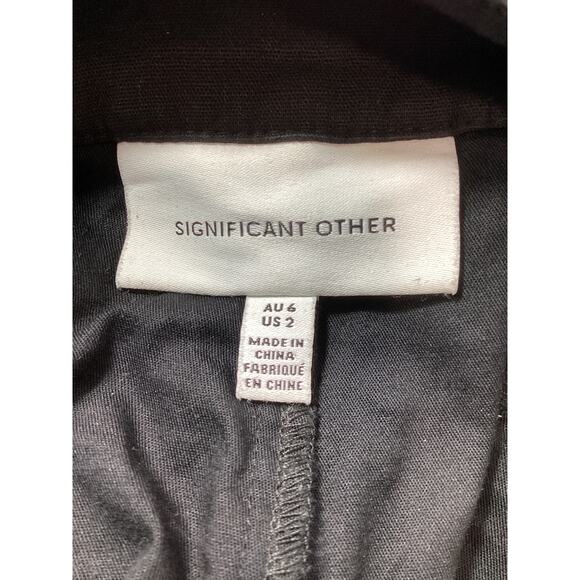 SIGNIFICANT OTHER
AU 6
US 2
MADE IN
CHINA
FABRIQUÉ
EN CHINE